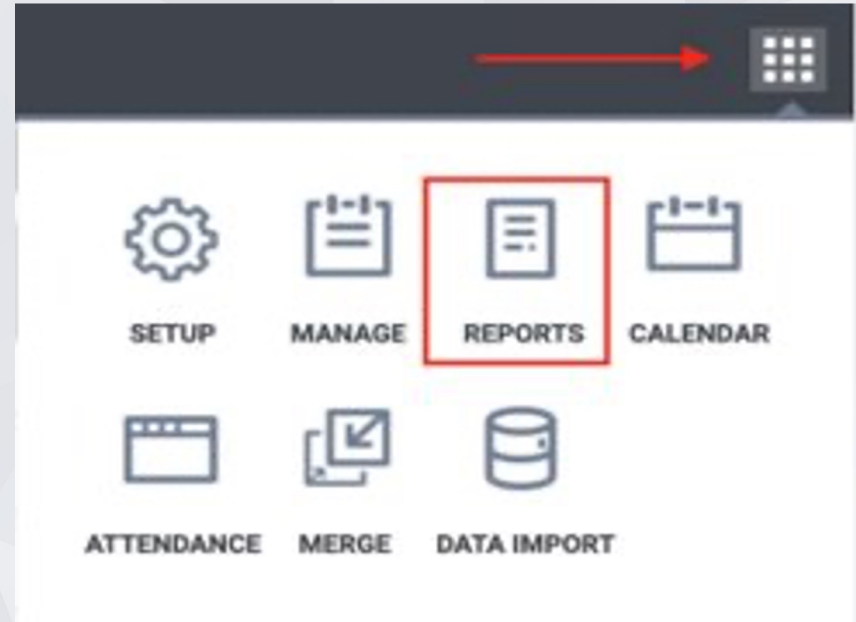 SETUP MANAGE REPORTS CALENDAR
ATTENDANCE MERGE DATA IMPORT